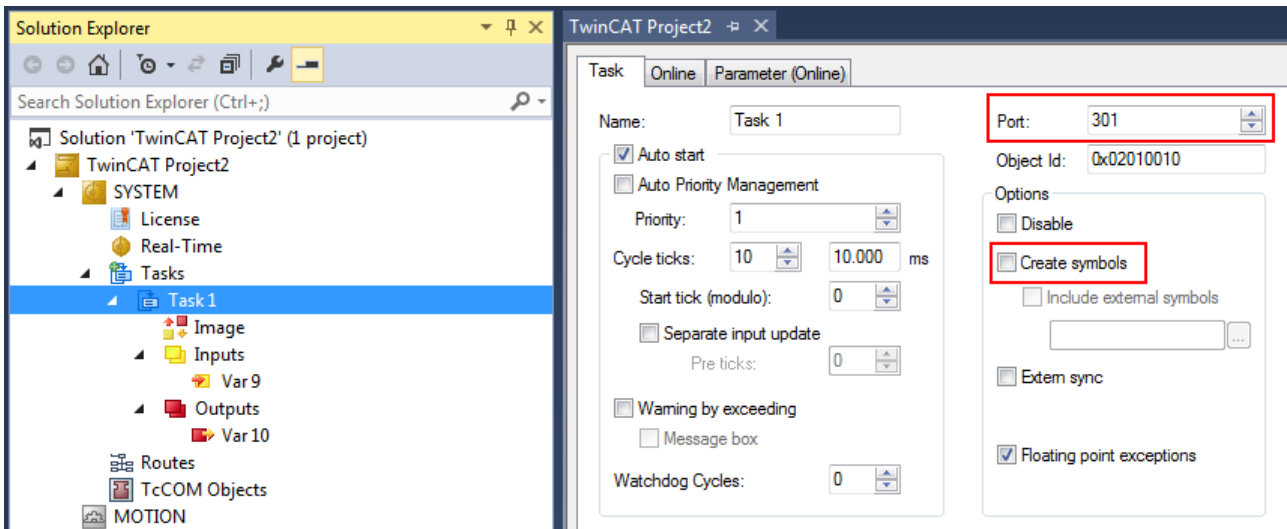 Solution Explorer
Search Solution Explorer (Ctrl+;)
Solution 'TwinCAT Project2' (1 project)
TwinCAT Project2
SYSTEM
License
Real-Time
Tasks
Task 1
Image
Inputs
Var 9
Outputs
Var 10
Routes
TcCOM Objects
MOTION
TwinCAT Project2
Task Online Parameter (Online)
Name: Task 1
Auto start
Auto Priority Management
Priority: 1
Cycle ticks: 10 10.000 ms
Start tick (modulo): 0
Separate input update
Pre ticks: 0
Warning by exceeding
Message box
Watchdog Cycles: 0
Port: 301
Object Id: 0x02010010
Options
Disable
Create symbols
Include external symbols
...
Extern sync
Floating point exceptions